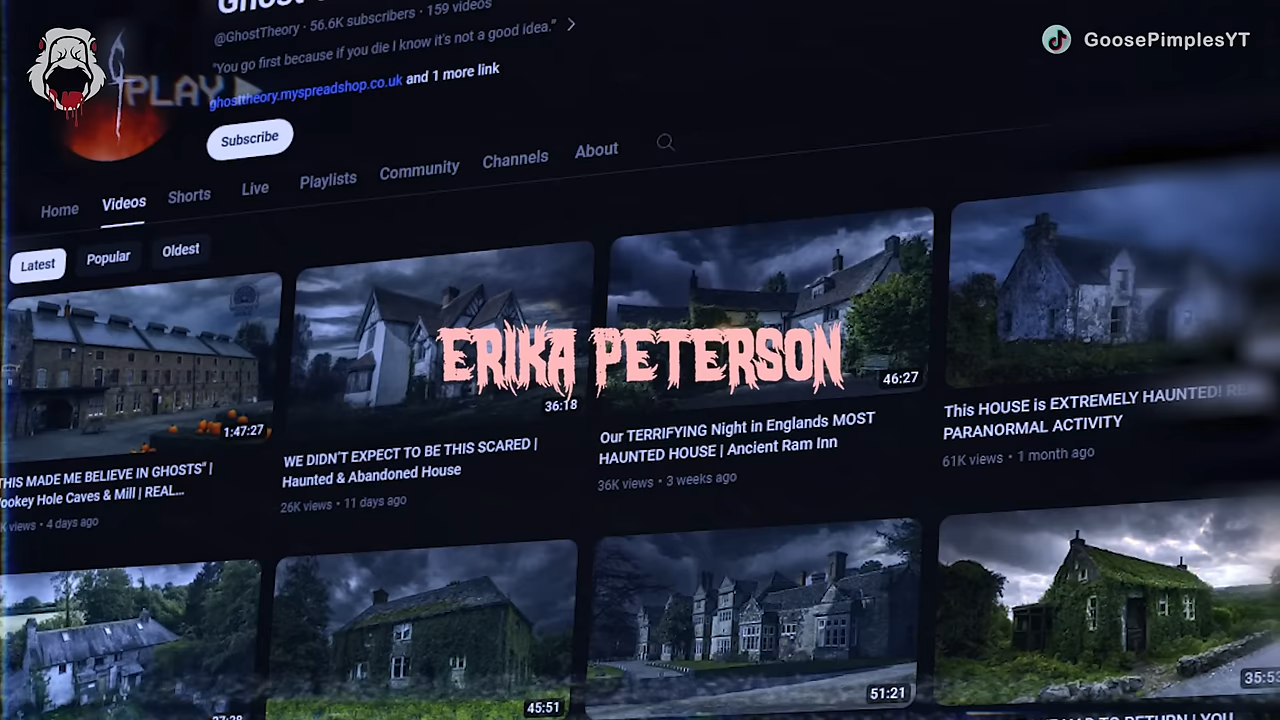 Ghost
@GhostTheory · 56.6K subscribers · 159 videos
"You go first because if you die I know it's not a good idea."
ghosttheory.myspreadshop.co.uk and 1 more link
PLAY
Subscribe
GoosePimplesYT
Home Videos Shorts Live Playlists Community Channels About
Latest Popular Oldest
ERIKA PETERSON
1:47:27
36:18
46:27
THIS MADE ME BELIEVE IN GHOSTS" |
ookey Hole Caves & Mill | REAL...
views · 4 days ago
WE DIDN'T EXPECT TO BE THIS SCARED |
Haunted & Abandoned House
26K views · 11 days ago
Our TERRIFYING Night in Englands MOST
HAUNTED HOUSE | Ancient Ram Inn
36K views · 3 weeks ago
This HOUSE is EXTREMELY HAUNTED!
PARANORMAL ACTIVITY
61K views · 1 month ago
45:51
51:21
35:53
TO RETURN | YOU